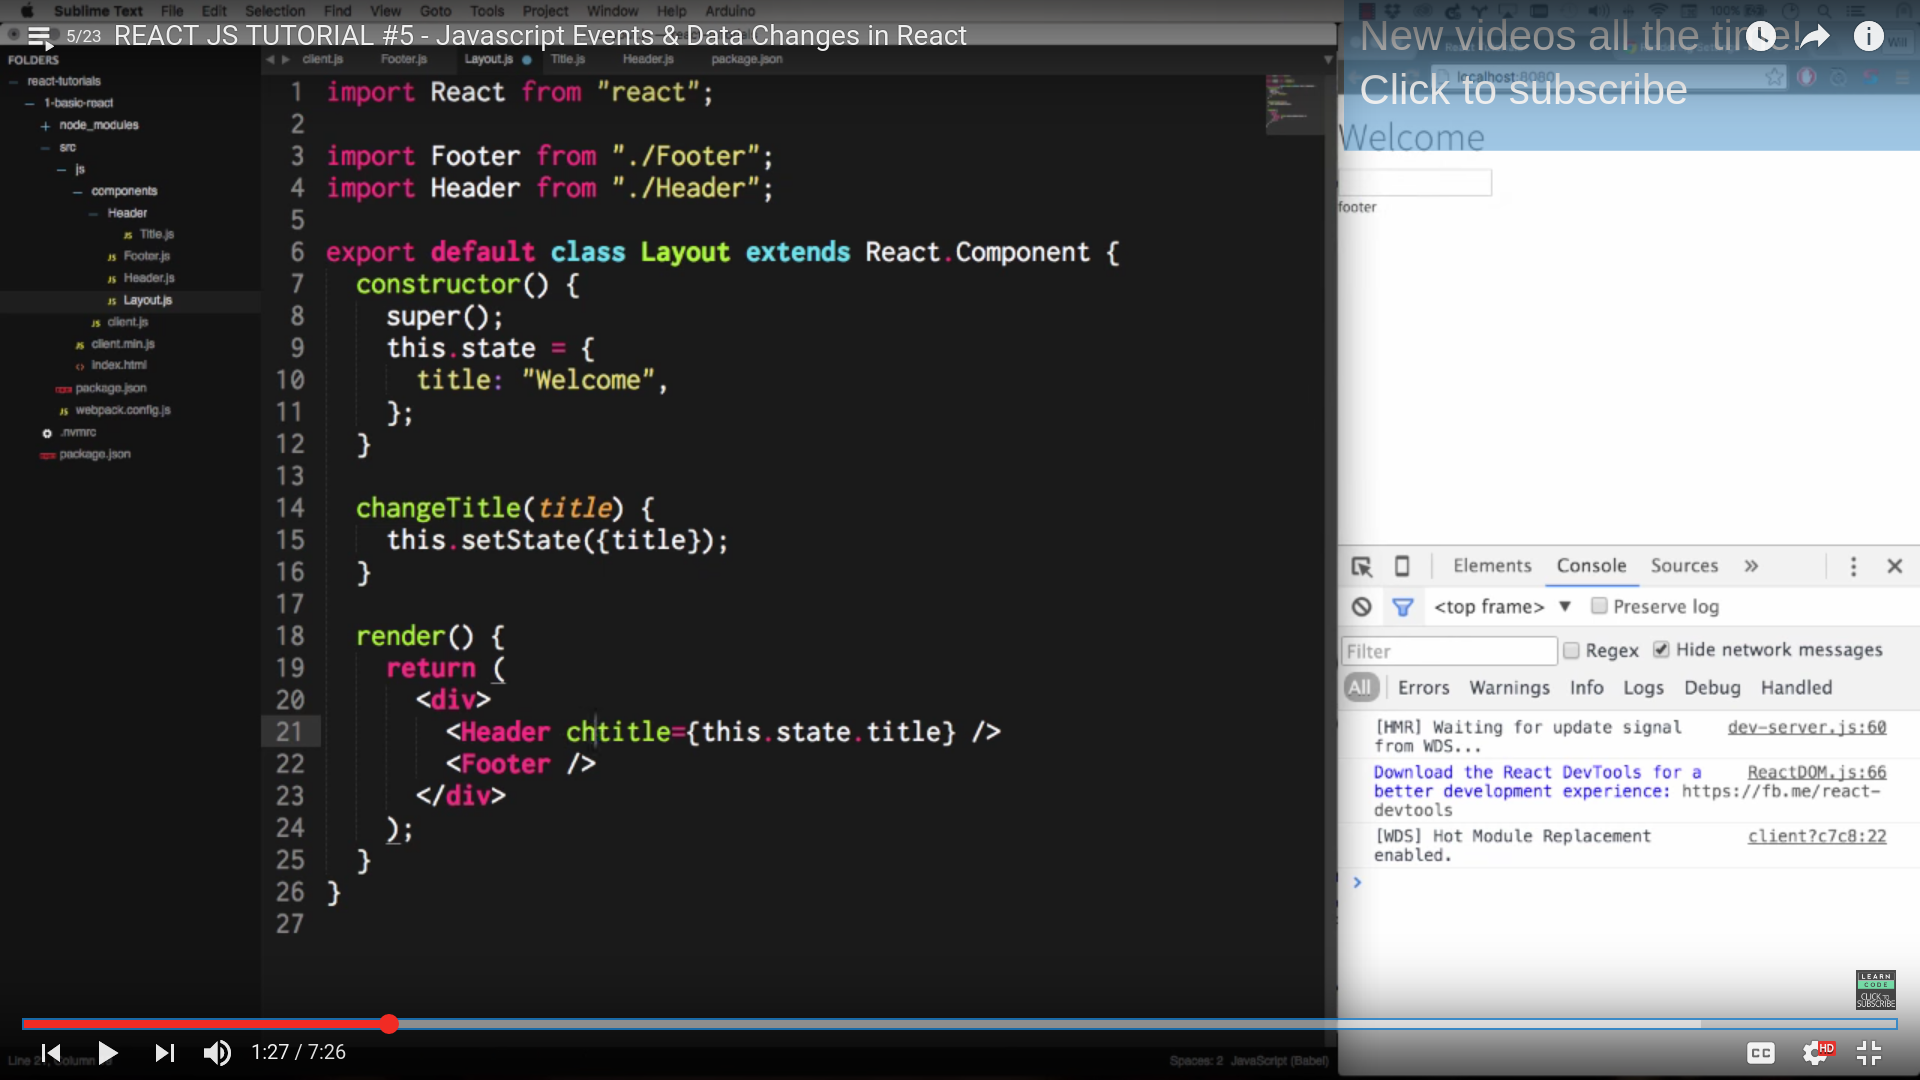 Sublime Text File Edit Selection Find View Goto Tools Project Window Help Arduino
5/23 REACT JS TUTORIAL #5 - Javascript Events & Data Changes in React
New videos all the time!
Click to subscribe
FOLDERS
react-tutorials
1-basic-react
node_modules
src
js
components
Header
Title.js
Footer.js
Header.js
Layout.js
client.js
client.min.js
index.html
package.json
webpack.config.js
.nvmrc
package.json
client.js Footer.js Layout.js Title.js Header.js package.json
1 import React from "react";
2
3 import Footer from "./Footer";
4 import Header from "./Header";
5
6 export default class Layout extends React.Component {
7 constructor() {
8 super();
9 this.state = {
10 title: "Welcome",
11 };
12 }
13
14 changeTitle(title) {
15 this.setState({title});
16 }
17
18 render() {
19 return (
20 <div>
21 <Header chtitle={this.state.title} />
22 <Footer />
23 </div>
24 );
25 }
26 }
27
localhost:8080
Welcome
footer
Elements Console Sources »
<top frame> ▼ Preserve log
Filter Regex Hide network messages
All Errors Warnings Info Logs Debug Handled
[HMR] Waiting for update signal dev-server.js:60
from WDS...
Download the React DevTools for a ReactDOM.js:66
better development experience: https://fb.me/react-
devtools
[WDS] Hot Module Replacement client?c7c8:22
enabled.
LEARN
CODE
CLICK TO
SUBSCRIBE
1:27 / 7:26
CC
HD
Spaces: 2 JavaScript (Babel)